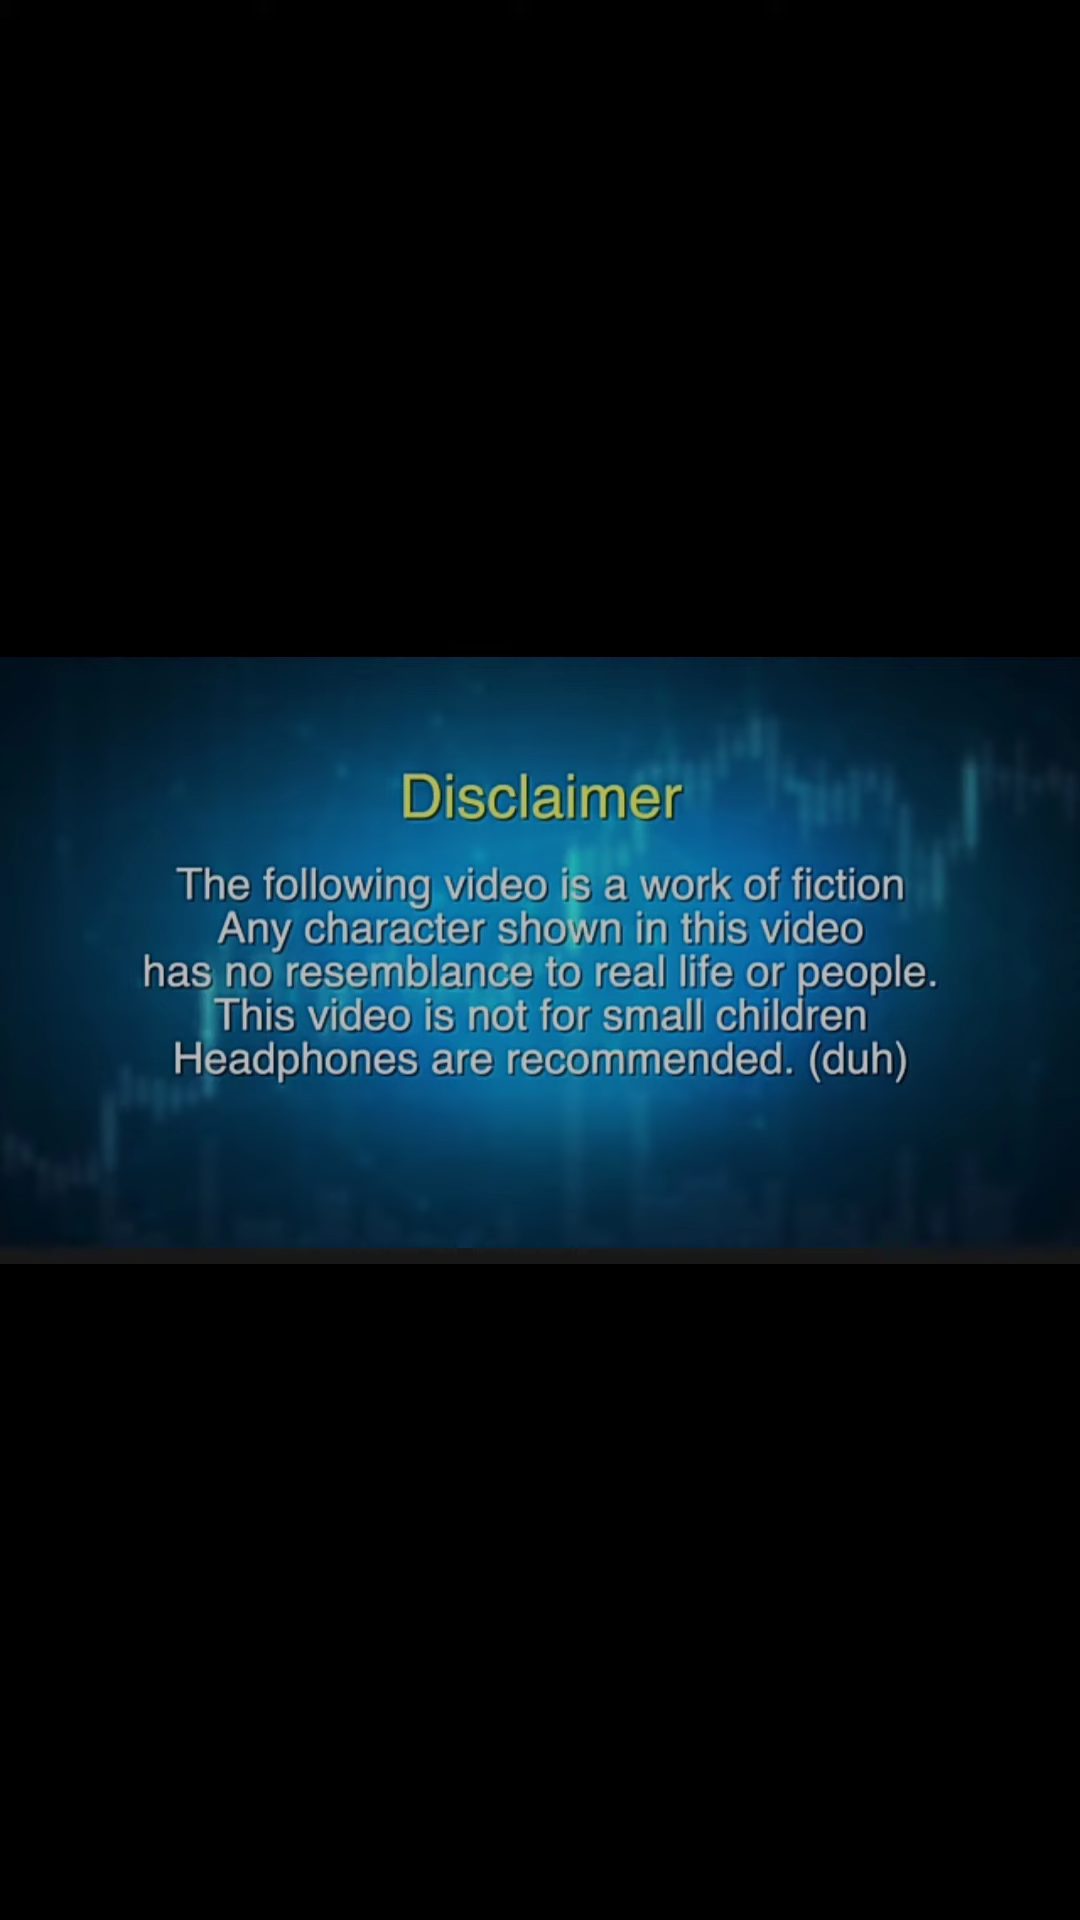 Disclaimer
The following video is a work of fiction
Any character shown in this video
has no resemblance to real life or people.
This video is not for small children
Headphones are recommended. (duh)